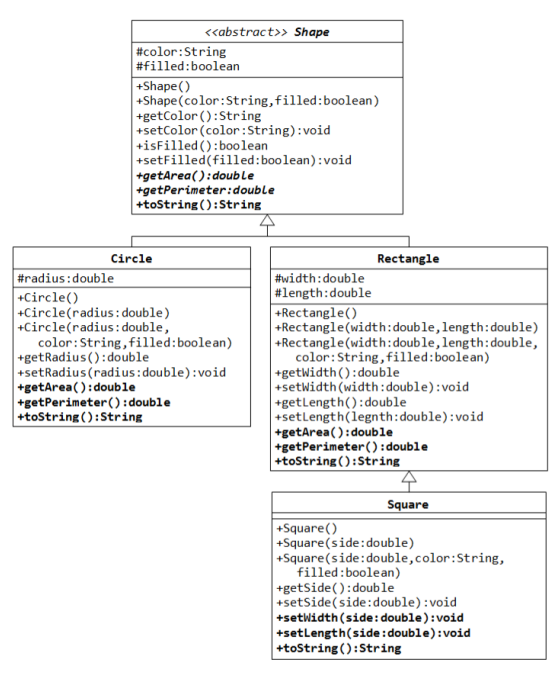 <<abstract>> Shape
#color:String
#filled:boolean
+Shape()
+Shape(color:String,filled:boolean)
+getColor():String
+setColor(color:String):void
+isFilled():boolean
+setFilled(filled:boolean):void
+getArea():double
+getPerimeter:double
+toString():String
Circle
#radius:double
+Circle()
+Circle(radius:double)
+Circle(radius:double,
color:String,filled:boolean)
+getRadius():double
+setRadius(radius:double):void
+getArea():double
+getPerimeter():double
+toString():String
Rectangle
#width:double
#length:double
+Rectangle()
+Rectangle(width:double,length:double)
+Rectangle(width:double,length:double,
color:String,filled:boolean)
+getWidth():double
+setWidth(width:double):void
+getLength():double
+setLength(legnth:double):void
+getArea():double
+getPerimeter():double
+toString():String
Square
+Square()
+Square(side:double)
+Square(side:double,color:String,
filled:boolean)
+getSide():double
+setSide(side:double):void
+setWidth(side:double):void
+setLength(side:double):void
+toString():String